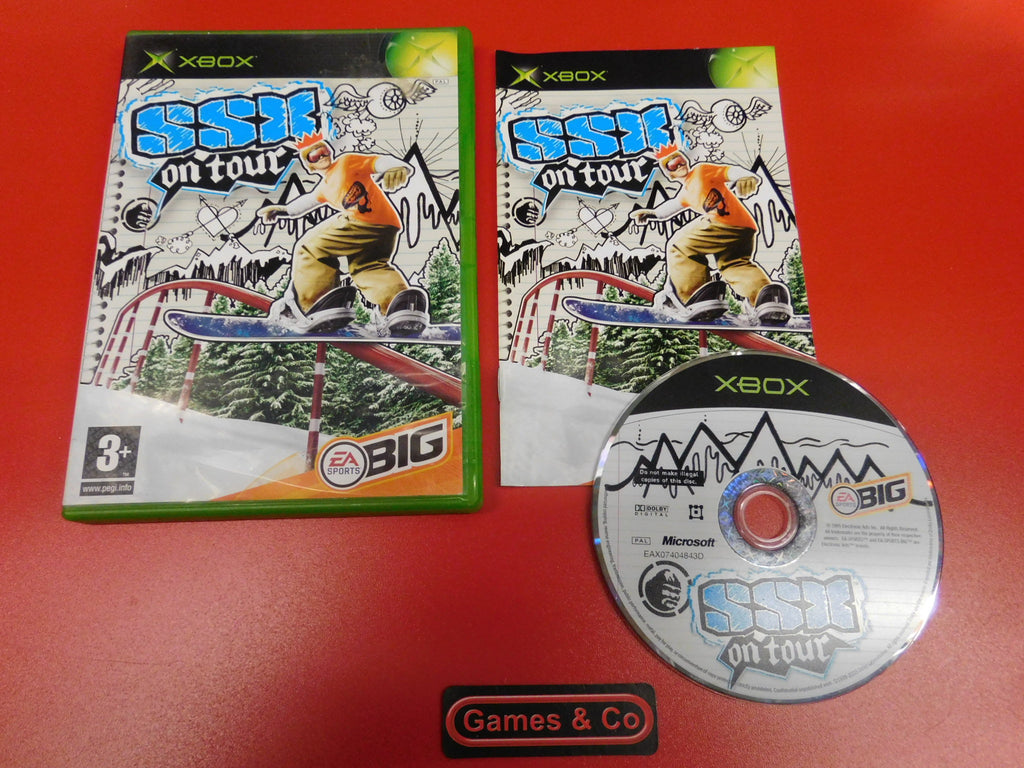 XBOX
PAL
SSX
on tour
3+
www.pegi.info
EA
SPORTS
BIG
XBOX
SSX
on tour
XBOX
Do not make illegal
copies of this disc.
EA
SPORTS
BIG
DOLBY
DIGITAL
PAL
Microsoft
EAX07404843D
SSX
on tour
Games & Co